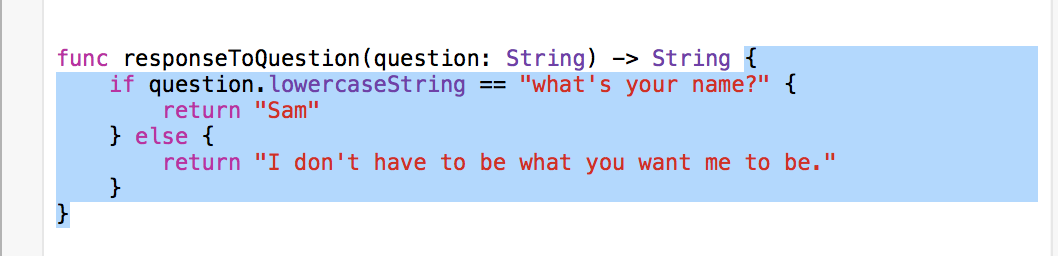 func responseToQuestion(question: String) -> String {
    if question.lowercaseString == "what's your name?" {
        return "Sam"
    } else {
        return "I don't have to be what you want me to be."
    }
}